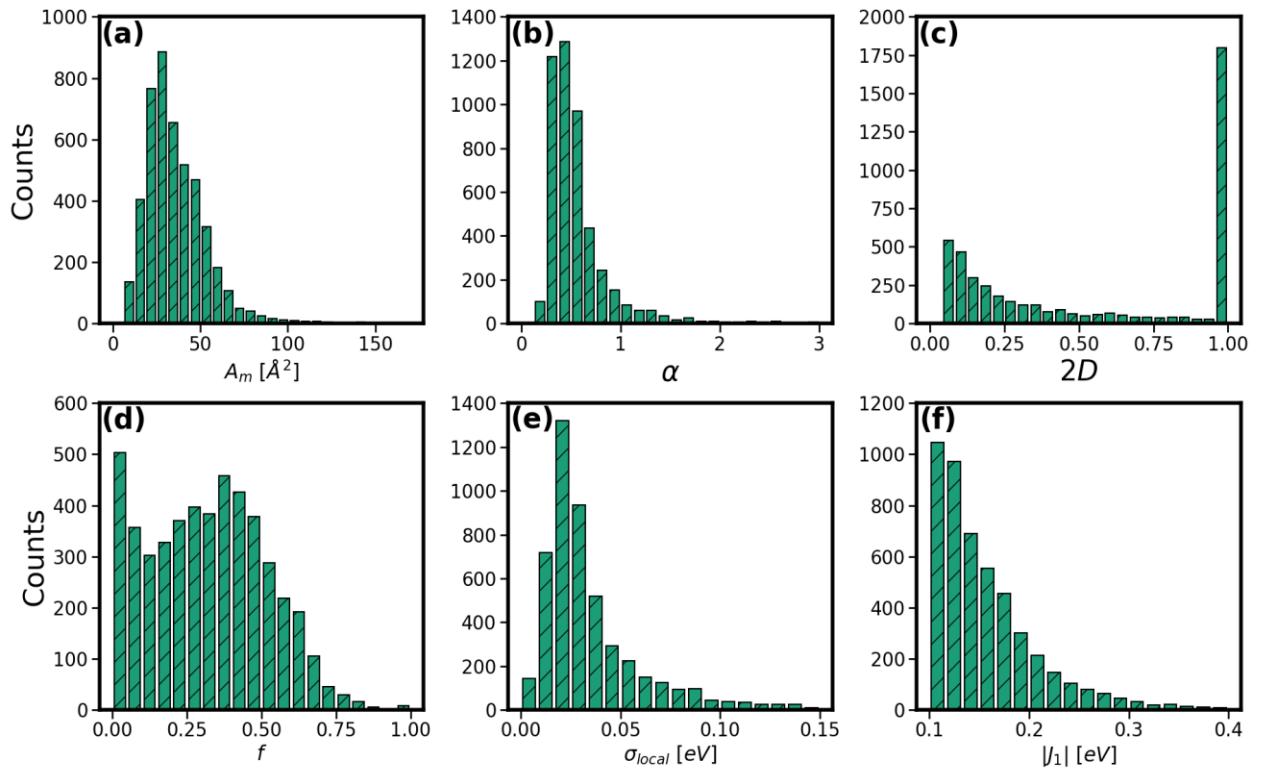 (a)
Counts
1000
800
600
400
200
0
0 50 100 150
A_m [Å²]
(b)
1400
1200
1000
800
600
400
200
0
0 1 2 3
α
(c)
2000
1750
1500
1250
1000
750
500
250
0
0.00 0.25 0.50 0.75 1.00
2D
(d)
Counts
600
500
400
300
200
100
0
0.00 0.25 0.50 0.75 1.00
f
(e)
1400
1200
1000
800
600
400
200
0
0.00 0.05 0.10 0.15
σ_local [eV]
(f)
1200
1000
800
600
400
200
0
0.1 0.2 0.3 0.4
|J₁| [eV]